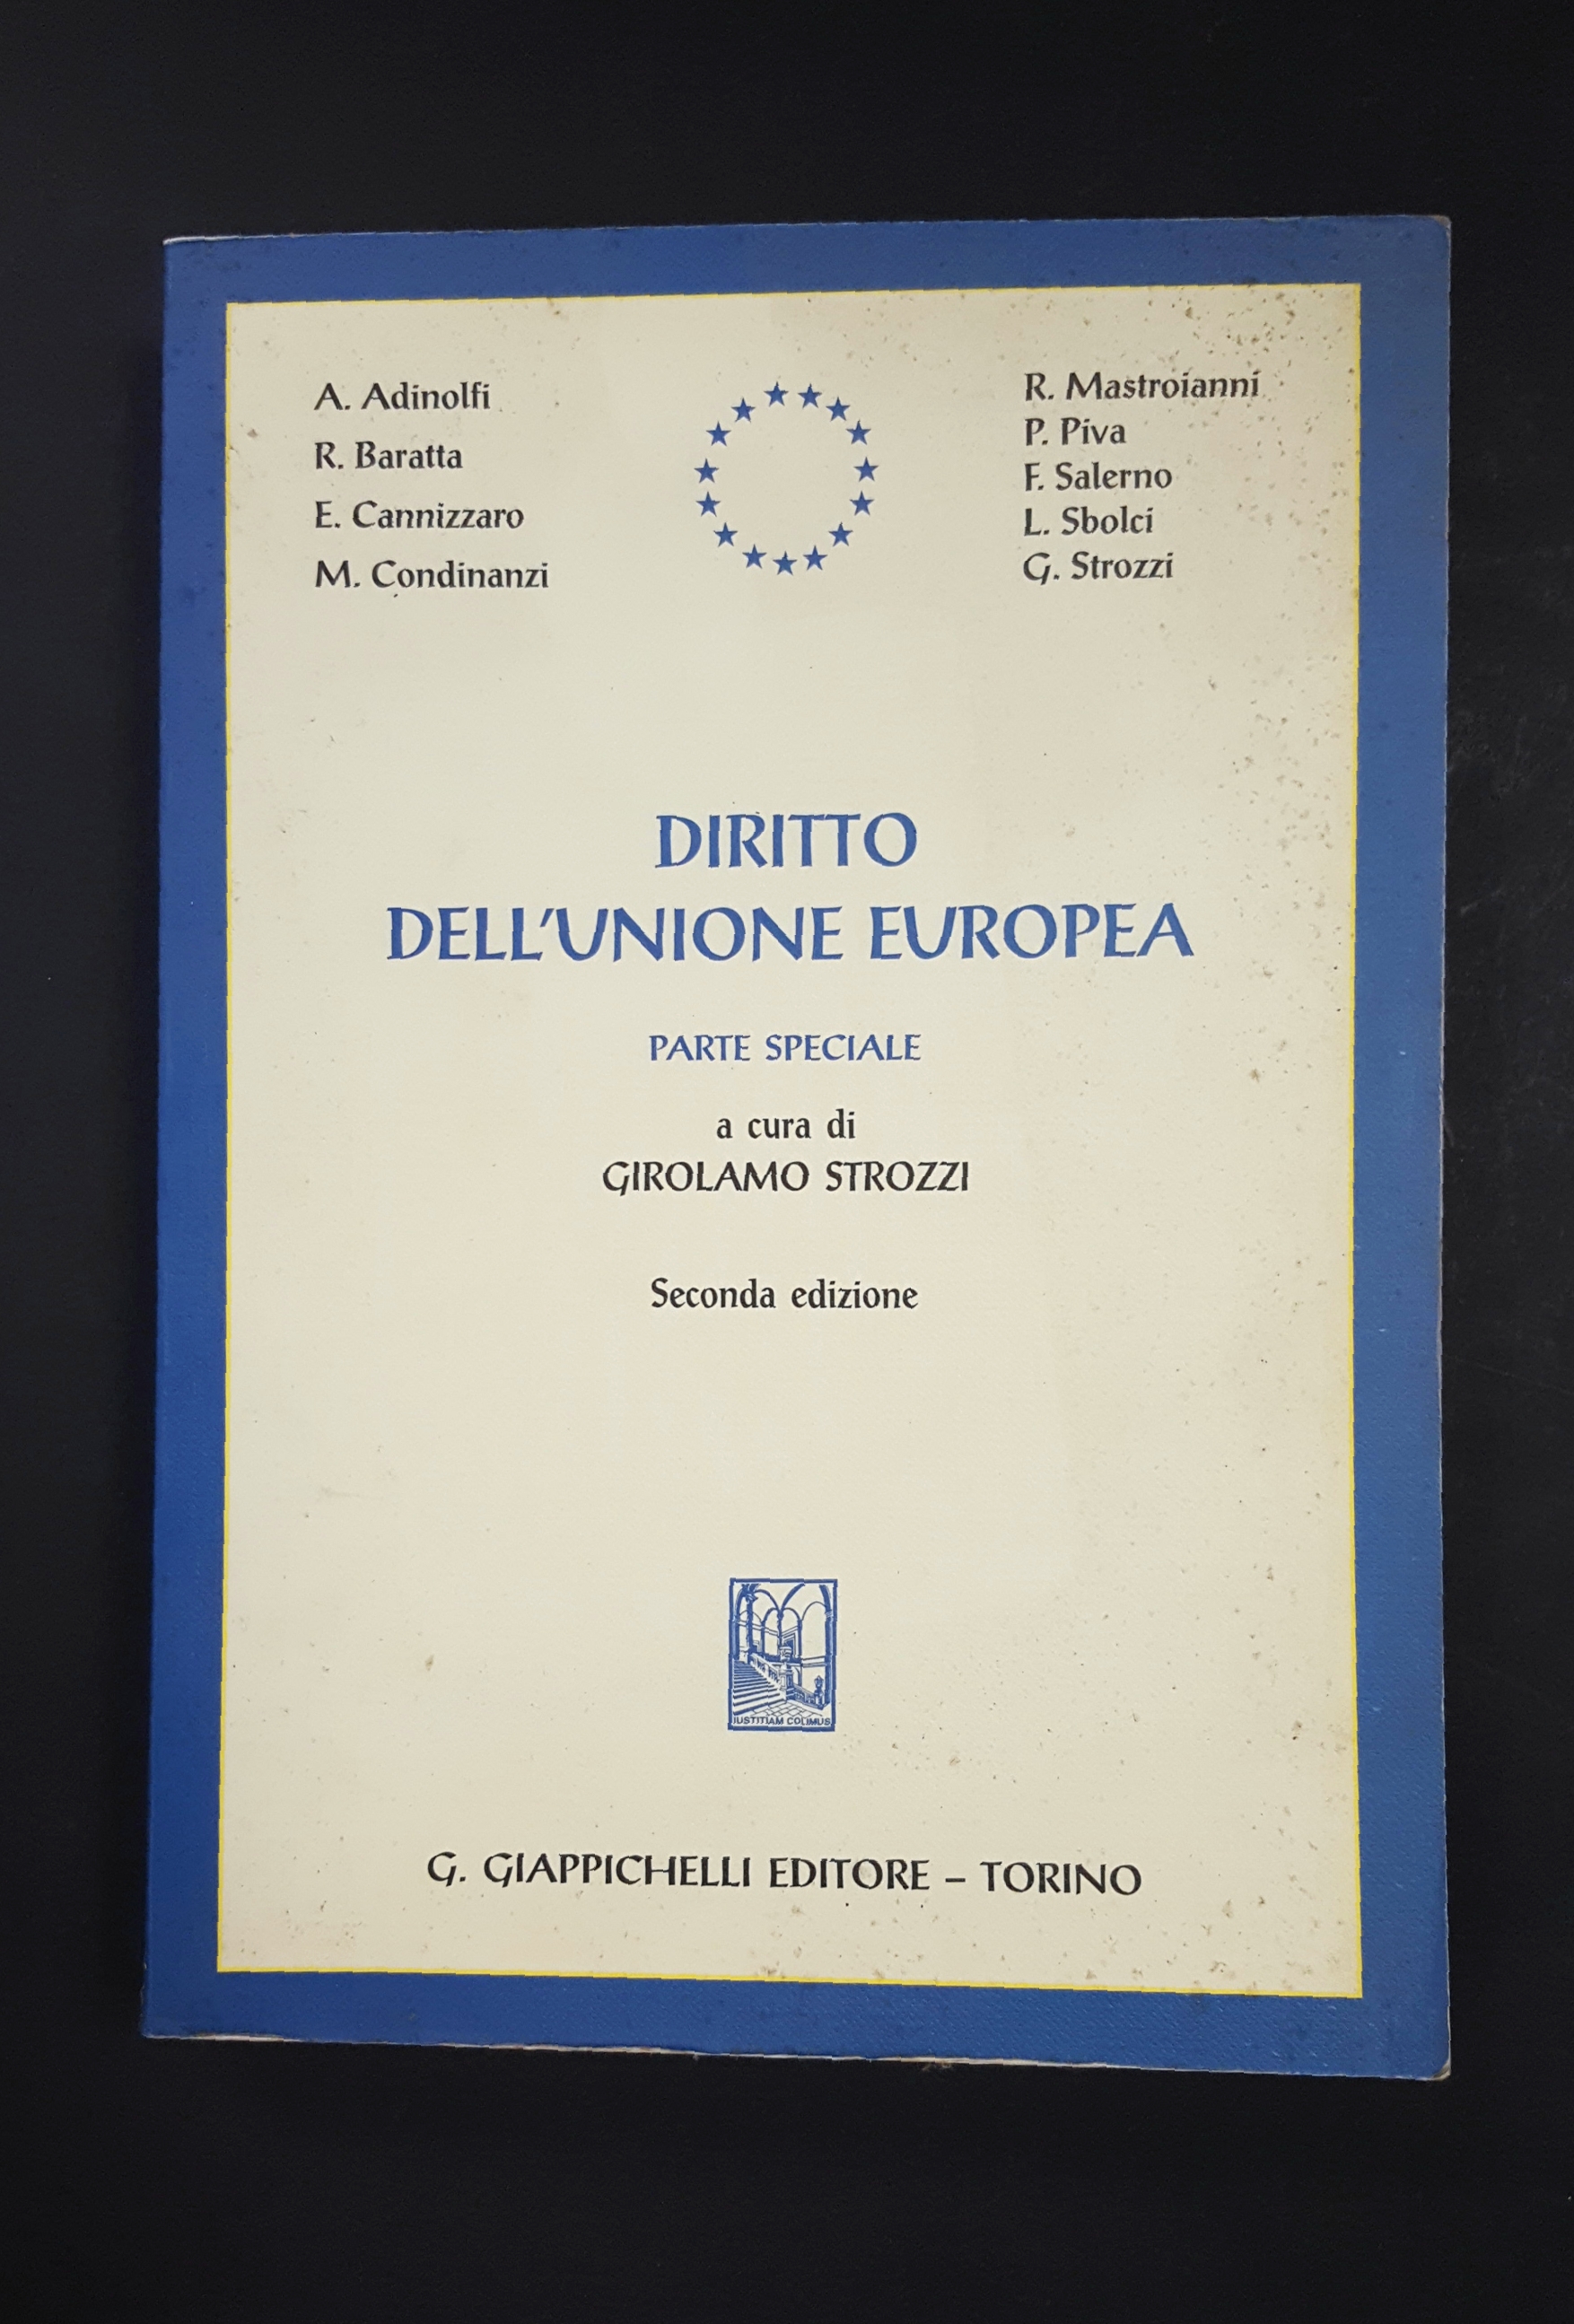 A. Adinolfi
R. Baratta
E. Cannizzaro
M. Condinanzi
R. Mastroianni
P. Piva
F. Salerno
L. Sbolci
G. Strozzi
DIRITTO
DELL'UNIONE EUROPEA
PARTE SPECIALE
a cura di
GIROLAMO STROZZI
Seconda edizione
IUSTITIAM COLIMUS
G. GIAPPICHELLI EDITORE – TORINO